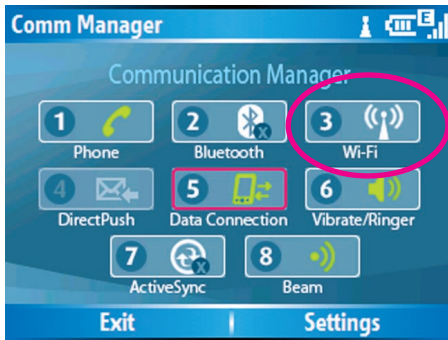 Comm Manager
E
Communication Manager
1
2
3
Phone
Bluetooth
Wi-Fi
4
5
6
DirectPush
Data Connection
Vibrate/Ringer
7
8
ActiveSync
Beam
Exit
Settings